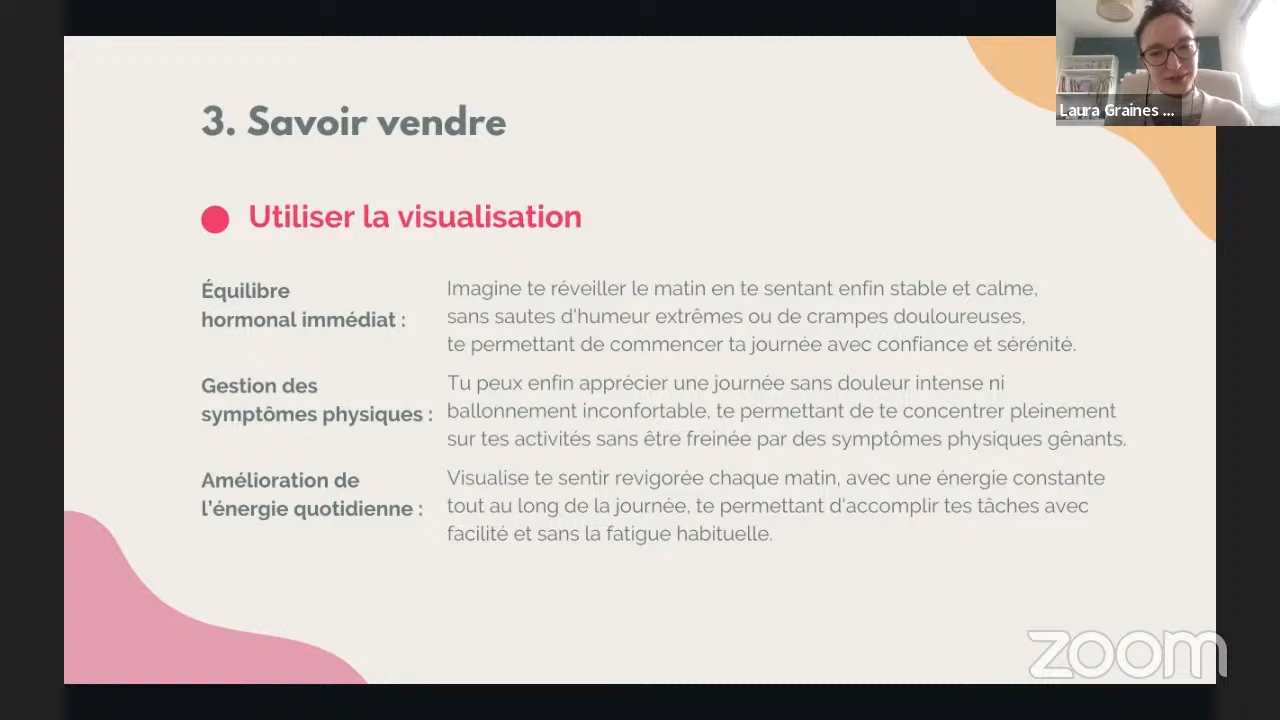 3. Savoir vendre
Utiliser la visualisation
Équilibre
hormonal immédiat :
Imagine te réveiller le matin en te sentant enfin stable et calme,
sans sautes d'humeur extrêmes ou de crampes douloureuses,
te permettant de commencer ta journée avec confiance et sérénité.
Gestion des
symptômes physiques :
Tu peux enfin apprécier une journée sans douleur intense ni
ballonnement inconfortable, te permettant de te concentrer pleinement
sur tes activités sans être freinée par des symptômes physiques gênants.
Amélioration de
l'énergie quotidienne :
Visualise te sentir revigorée chaque matin, avec une énergie constante
tout au long de la journée, te permettant d'accomplir tes tâches avec
facilité et sans la fatigue habituelle.
Laura Graines ...
zoom